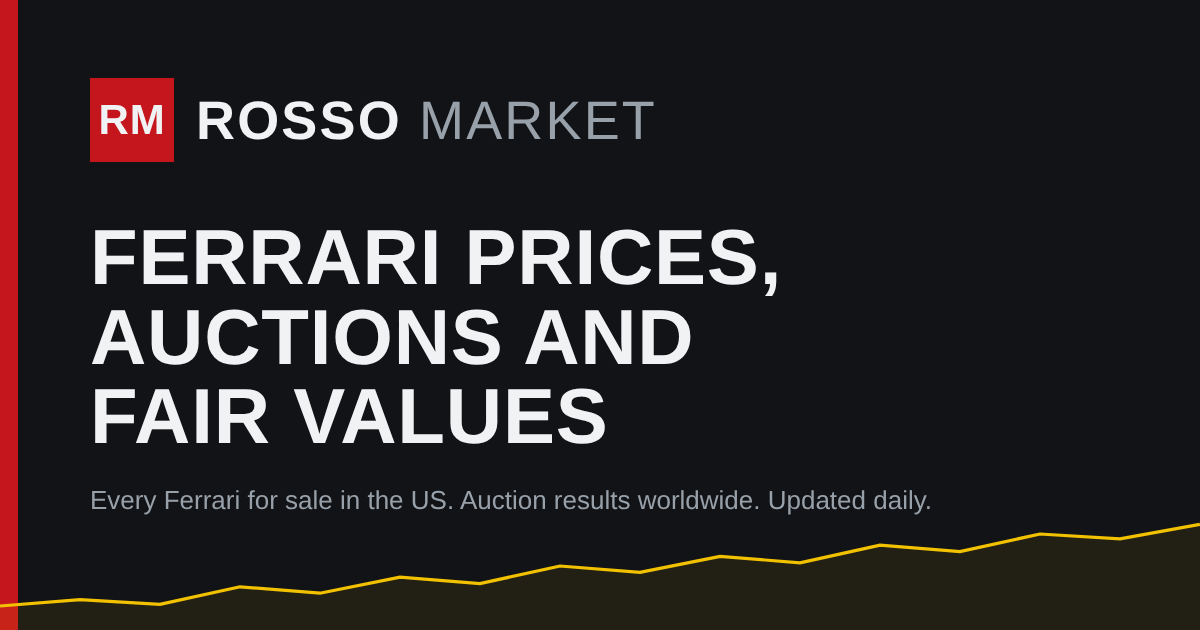 RM
ROSSO MARKET
FERRARI PRICES,
AUCTIONS AND
FAIR VALUES
Every Ferrari for sale in the US. Auction results worldwide. Updated daily.